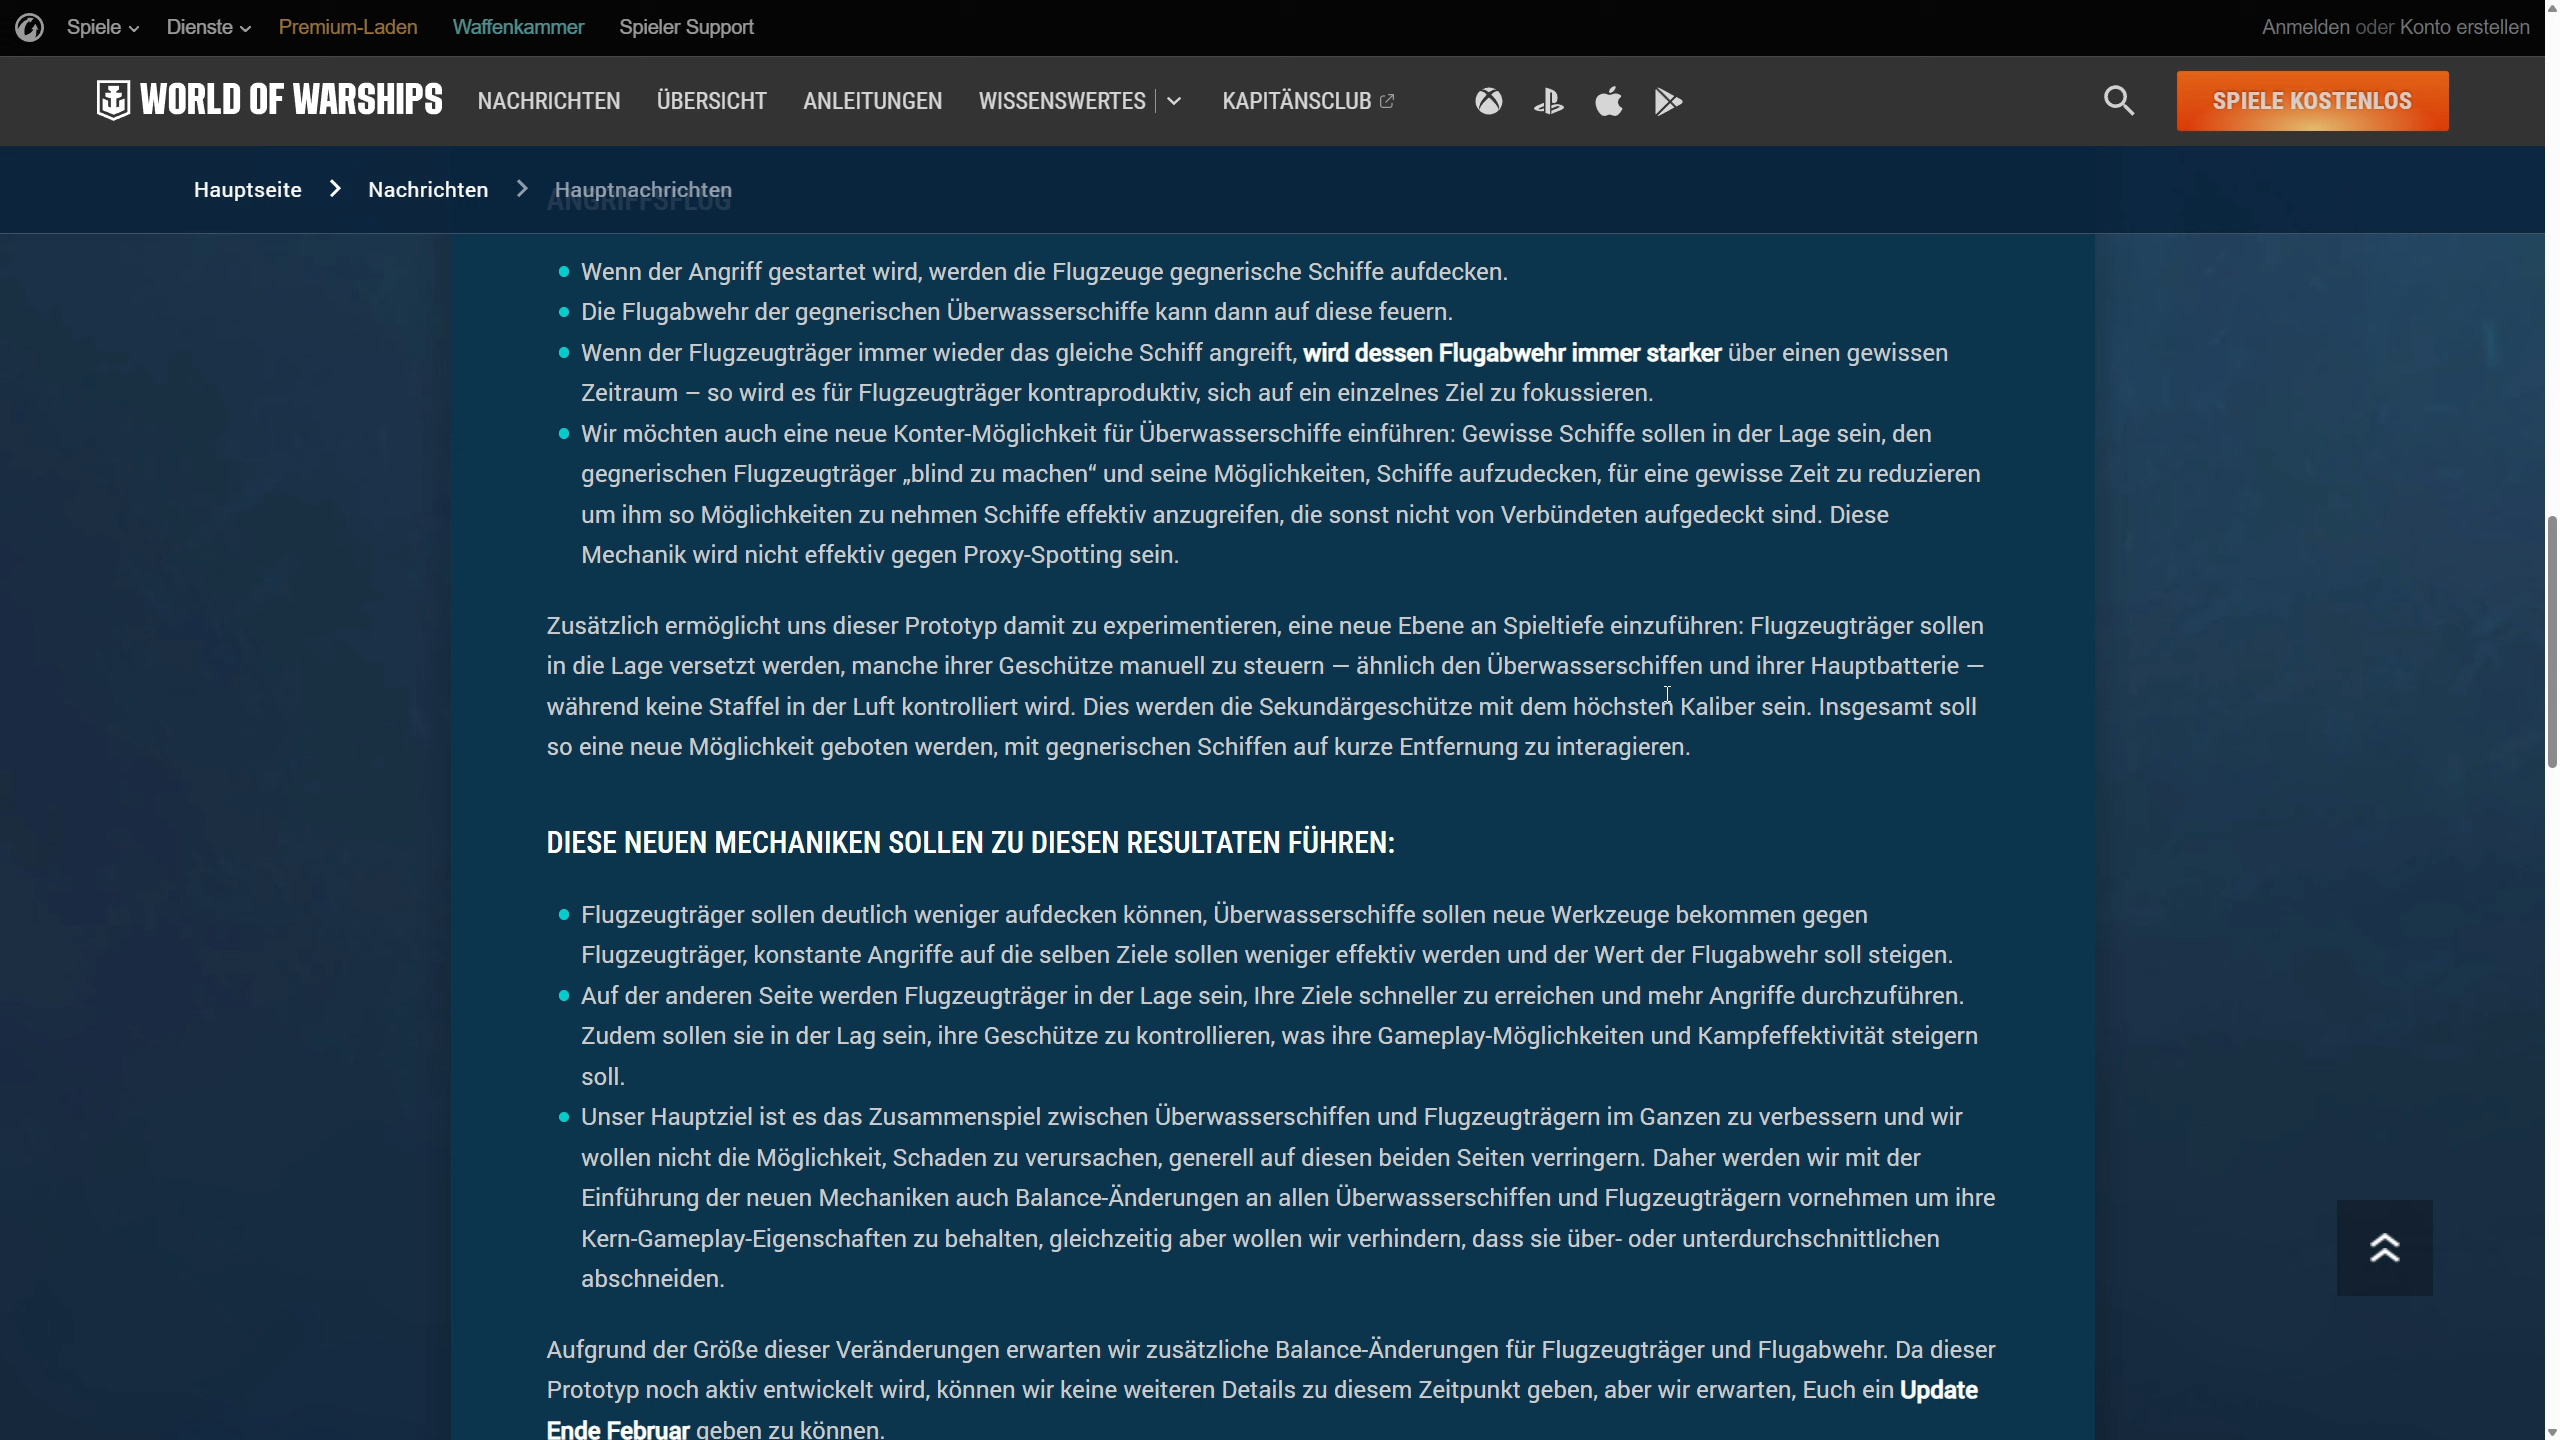 Spiele Dienste Premium-Laden Waffenkammer Spieler Support Anmelden oder Konto erstellen
WORLD OF WARSHIPS NACHRICHTEN ÜBERSICHT ANLEITUNGEN WISSENSWERTES KAPITÄNSCLUB SPIELE KOSTENLOS
Hauptseite Nachrichten Hauptnachrichten
ANGRIFFSFLUG
Wenn der Angriff gestartet wird, werden die Flugzeuge gegnerische Schiffe aufdecken.
Die Flugabwehr der gegnerischen Überwasserschiffe kann dann auf diese feuern.
Wenn der Flugzeugträger immer wieder das gleiche Schiff angreift, wird dessen Flugabwehr immer starker über einen gewissen
Zeitraum – so wird es für Flugzeugträger kontraproduktiv, sich auf ein einzelnes Ziel zu fokussieren.
Wir möchten auch eine neue Konter-Möglichkeit für Überwasserschiffe einführen: Gewisse Schiffe sollen in der Lage sein, den
gegnerischen Flugzeugträger „blind zu machen“ und seine Möglichkeiten, Schiffe aufzudecken, für eine gewisse Zeit zu reduzieren
um ihm so Möglichkeiten zu nehmen Schiffe effektiv anzugreifen, die sonst nicht von Verbündeten aufgedeckt sind. Diese
Mechanik wird nicht effektiv gegen Proxy-Spotting sein.
Zusätzlich ermöglicht uns dieser Prototyp damit zu experimentieren, eine neue Ebene an Spieltiefe einzuführen: Flugzeugträger sollen
in die Lage versetzt werden, manche ihrer Geschütze manuell zu steuern — ähnlich den Überwasserschiffen und ihrer Hauptbatterie —
während keine Staffel in der Luft kontrolliert wird. Dies werden die Sekundärgeschütze mit dem höchsten Kaliber sein. Insgesamt soll
so eine neue Möglichkeit geboten werden, mit gegnerischen Schiffen auf kurze Entfernung zu interagieren.
DIESE NEUEN MECHANIKEN SOLLEN ZU DIESEN RESULTATEN FÜHREN:
Flugzeugträger sollen deutlich weniger aufdecken können, Überwasserschiffe sollen neue Werkzeuge bekommen gegen
Flugzeugträger, konstante Angriffe auf die selben Ziele sollen weniger effektiv werden und der Wert der Flugabwehr soll steigen.
Auf der anderen Seite werden Flugzeugträger in der Lage sein, Ihre Ziele schneller zu erreichen und mehr Angriffe durchzuführen.
Zudem sollen sie in der Lag sein, ihre Geschütze zu kontrollieren, was ihre Gameplay-Möglichkeiten und Kampfeffektivität steigern
soll.
Unser Hauptziel ist es das Zusammenspiel zwischen Überwasserschiffen und Flugzeugträgern im Ganzen zu verbessern und wir
wollen nicht die Möglichkeit, Schaden zu verursachen, generell auf diesen beiden Seiten verringern. Daher werden wir mit der
Einführung der neuen Mechaniken auch Balance-Änderungen an allen Überwasserschiffen und Flugzeugträgern vornehmen um ihre
Kern-Gameplay-Eigenschaften zu behalten, gleichzeitig aber wollen wir verhindern, dass sie über- oder unterdurchschnittlichen
abschneiden.
Aufgrund der Größe dieser Veränderungen erwarten wir zusätzliche Balance-Änderungen für Flugzeugträger und Flugabwehr. Da dieser
Prototyp noch aktiv entwickelt wird, können wir keine weiteren Details zu diesem Zeitpunkt geben, aber wir erwarten, Euch ein Update
Ende Februar geben zu können.